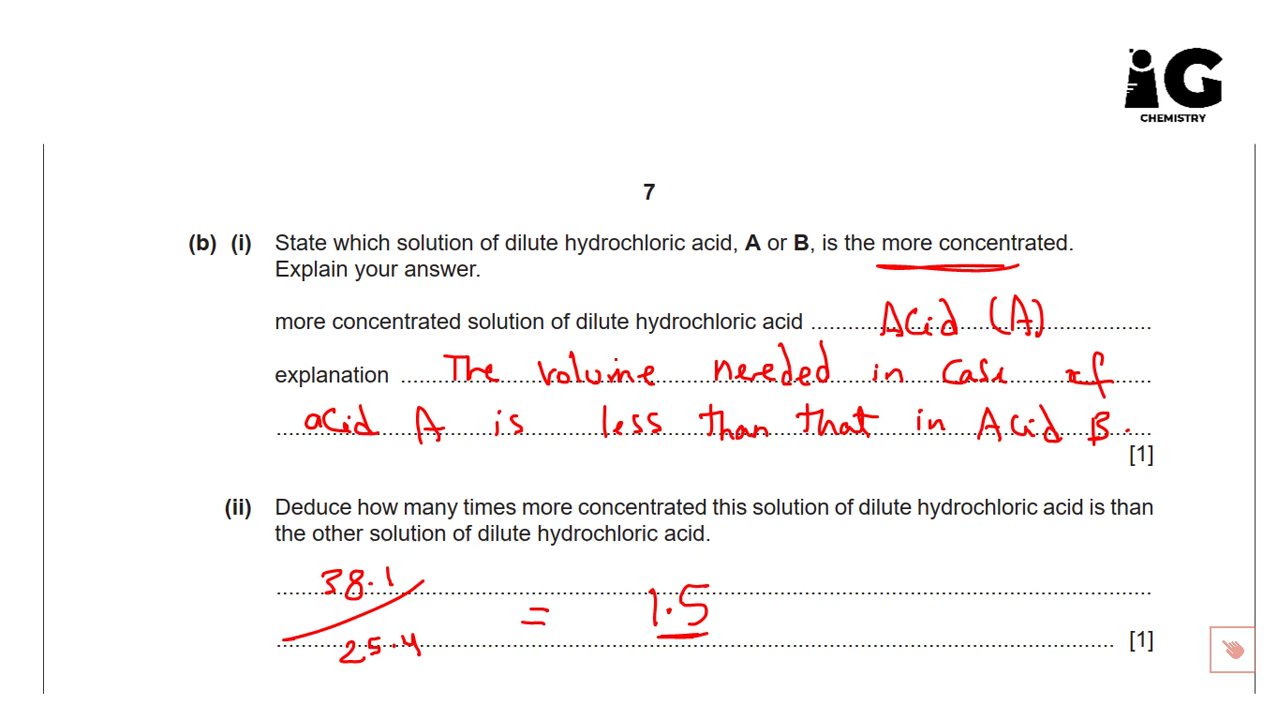 iG
CHEMISTRY
7
(b) (i) State which solution of dilute hydrochloric acid, A or B, is the more concentrated.
Explain your answer.
more concentrated solution of dilute hydrochloric acid .......... Acid (A) ..........
explanation .......... The volume nereded in case of
acid A is less than that in Acid B.
[1]
(ii) Deduce how many times more concentrated this solution of dilute hydrochloric acid is than
the other solution of dilute hydrochloric acid.
38.1
/ = 1.5
25.4 [1]